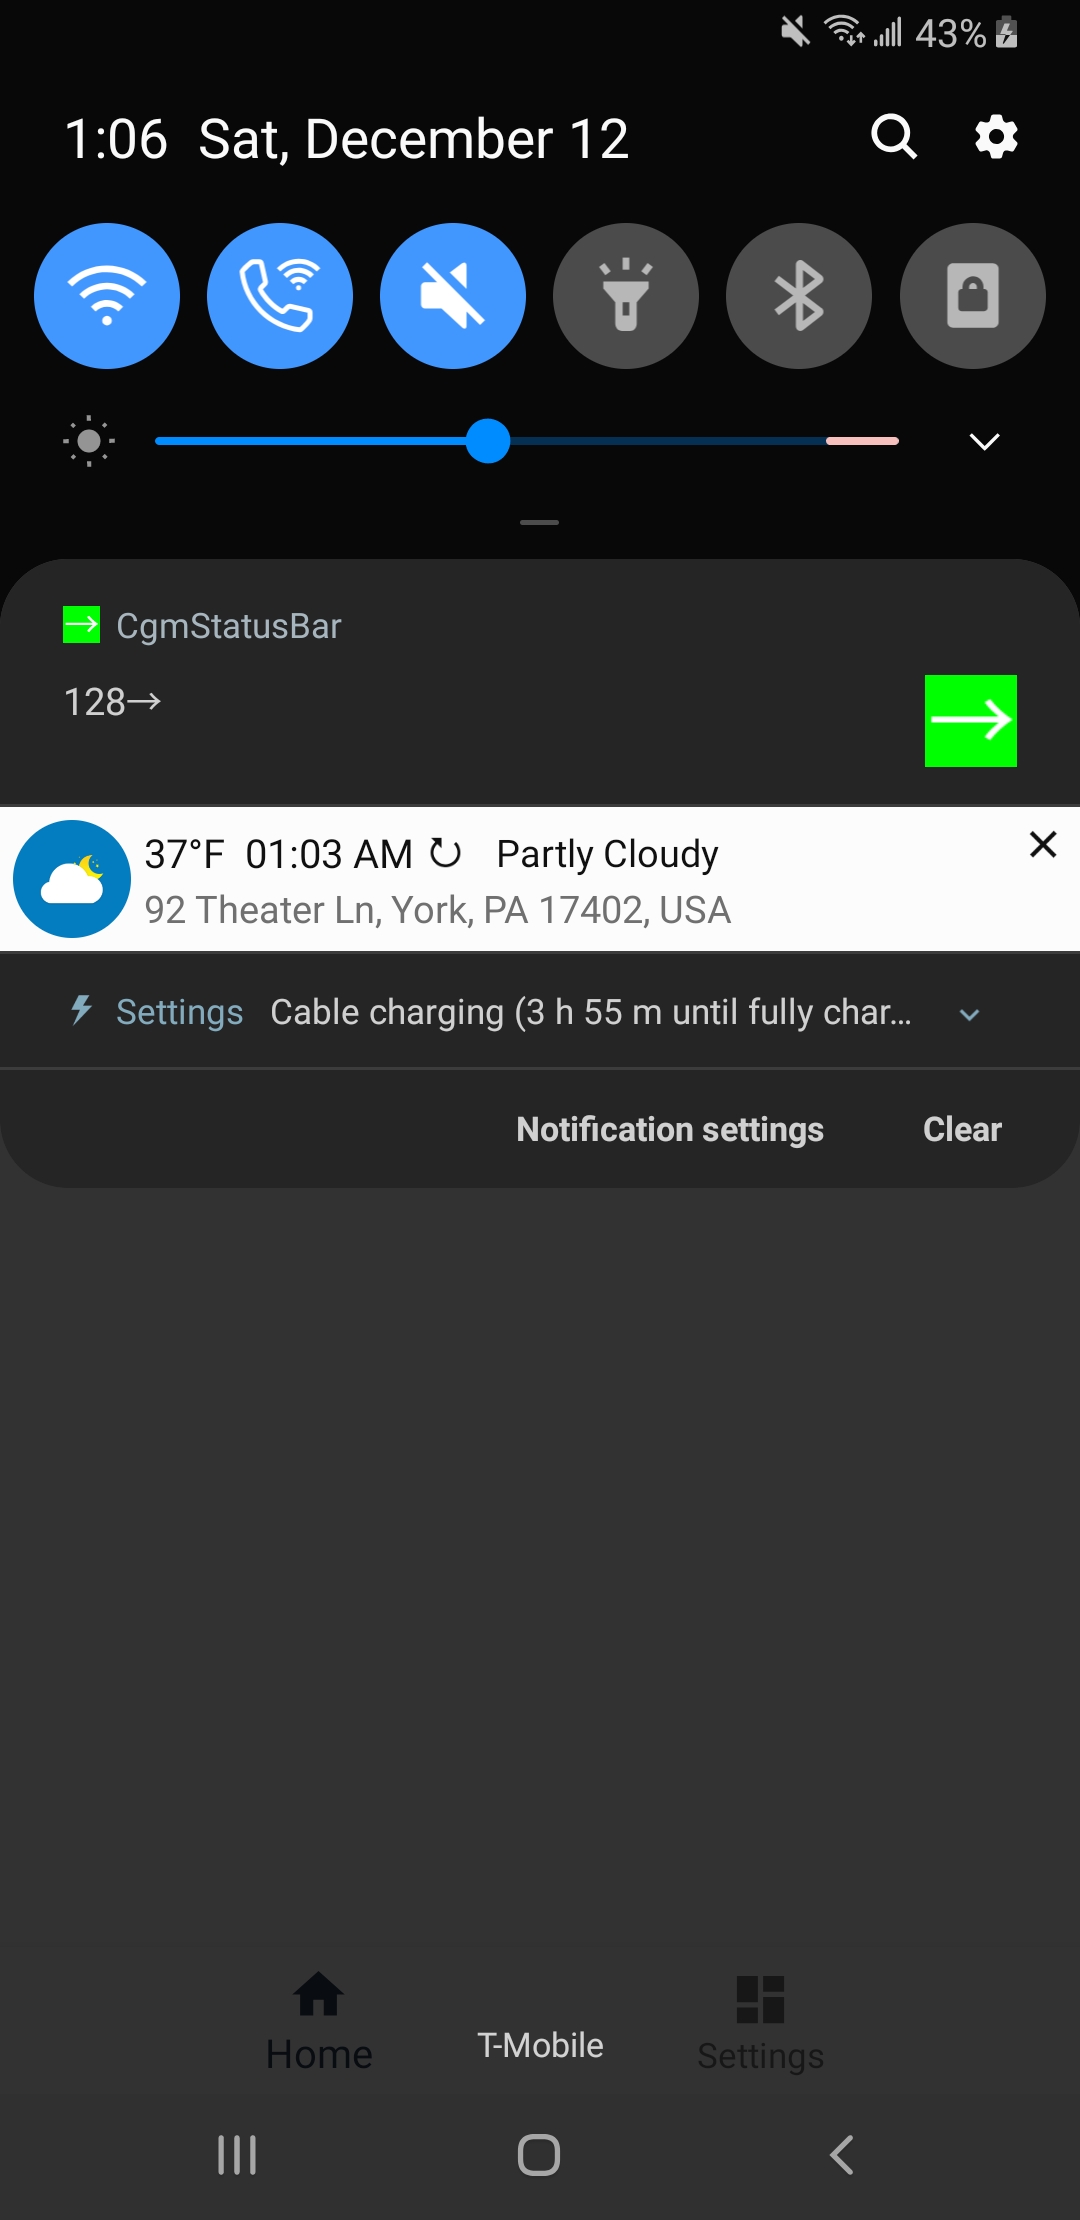 43%
1:06 Sat, December 12
CgmStatusBar
128→
37°F 01:03 AM Partly Cloudy
92 Theater Ln, York, PA 17402, USA
Settings Cable charging (3 h 55 m until fully char...
Notification settings Clear
Home T-Mobile Settings